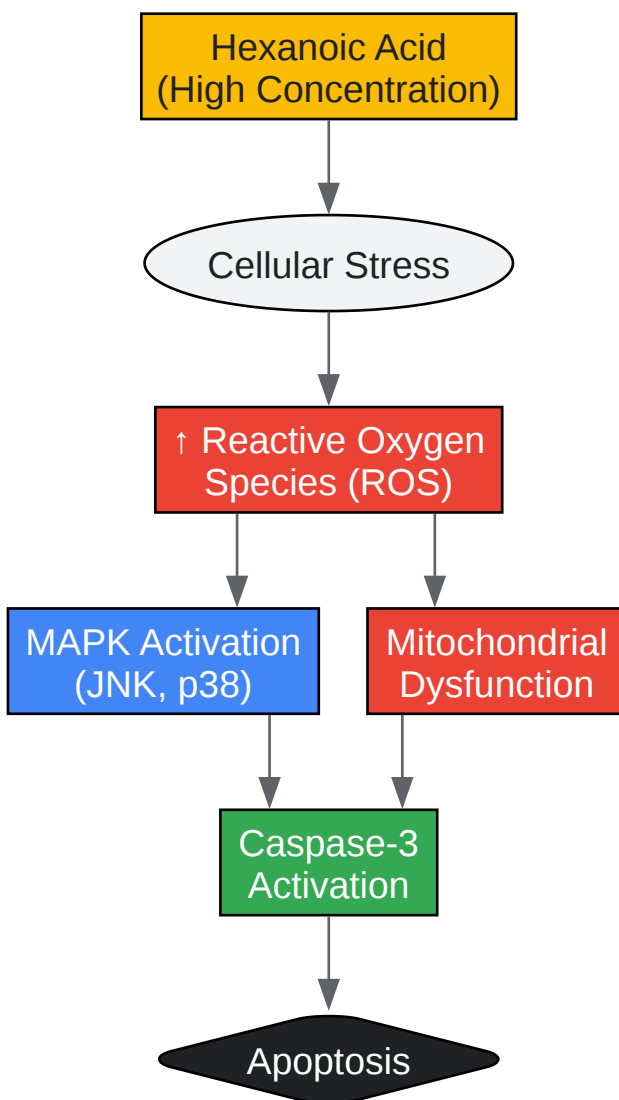 Hexanoic Acid
(High Concentration)
Cellular Stress
↑ Reactive Oxygen
Species (ROS)
MAPK Activation
(JNK, p38)
Mitochondrial
Dysfunction
Caspase-3
Activation
Apoptosis